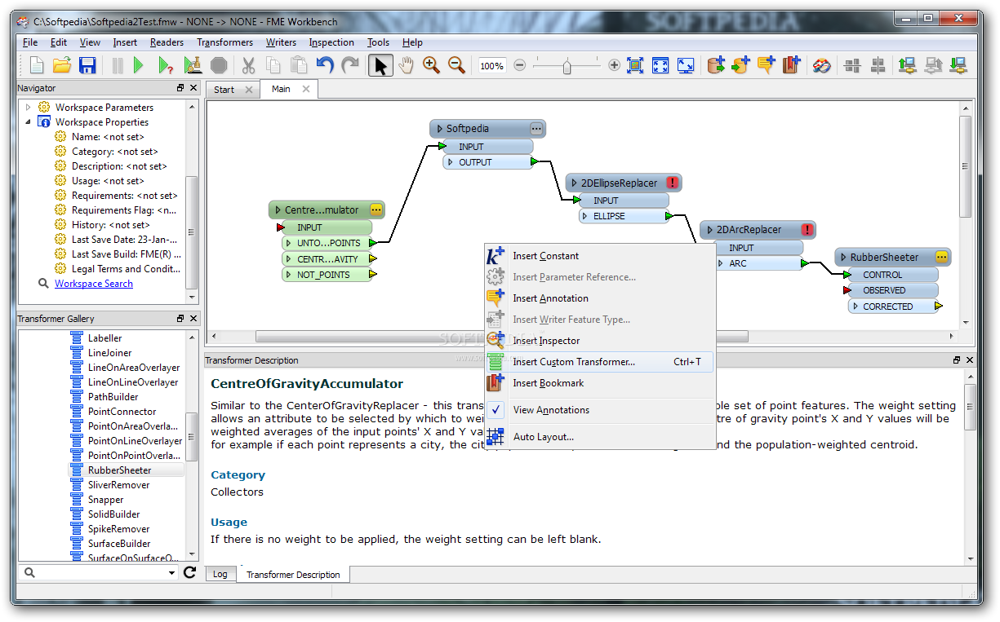 C:\Softpedia\Softpedia2Test.fmw - NONE -> NONE - FME Workbench
SOFTPEDIA
File Edit View Insert Readers Transformers Writers Inspection Tools Help
100%
Navigator
Workspace Parameters
Workspace Properties
Name: <not set>
Category: <not set>
Description: <not set>
Usage: <not set>
Requirements: <not set>
Requirements Flag: <n...
History: <not set>
Last Save Date: 23-Jan-...
Last Save Build: FME(R) ...
Legal Terms and Condit...
Workspace Search
Transformer Gallery
Labeller
LineJoiner
LineOnAreaOverlayer
LineOnLineOverlayer
PathBuilder
PointConnector
PointOnAreaOverla...
PointOnLineOverlayer
PointOnPointOverla...
RubberSheeter
SliverRemover
Snapper
SolidBuilder
SpikeRemover
SurfaceBuilder
SurfaceOnSurfaceO...
Start
Main
Softpedia
INPUT
OUTPUT
Centre...mulator
INPUT
UNTO...POINTS
CENTR...AVITY
NOT_POINTS
2DEllipseReplacer
INPUT
ELLIPSE
2DArcReplacer
INPUT
ARC
RubberSheeter
CONTROL
OBSERVED
CORRECTED
Insert Constant
Insert Parameter Reference...
Insert Annotation
Insert Writer Feature Type...
Insert Inspector
Insert Custom Transformer... Ctrl+T
Insert Bookmark
View Annotations
Auto Layout...
Transformer Description
CentreOfGravityAccumulator
Similar to the CenterOfGravityReplacer - this trans
ple set of point features. The weight setting
allows an attribute to be selected by which to wei
tre of gravity point's X and Y values will be
weighted averages of the input points' X and Y va
for example if each point represents a city, the city
nd the population-weighted centroid.
Category
Collectors
Usage
If there is no weight to be applied, the weight setting can be left blank.
Log
Transformer Description